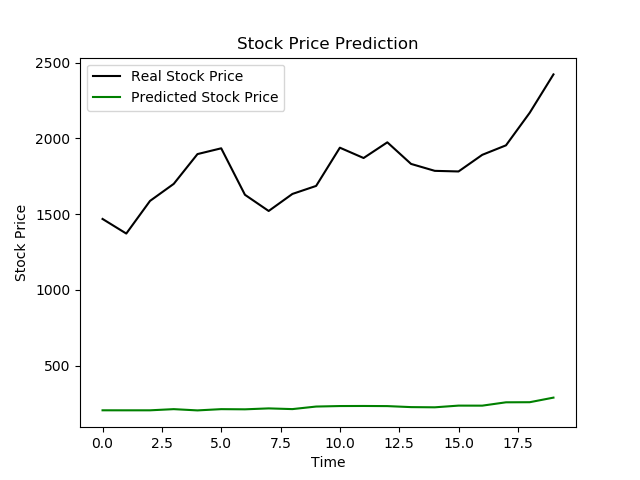 Stock Price Prediction
Real Stock Price
Predicted Stock Price
Stock Price
2500
2000
1500
1000
500
0.0 2.5 5.0 7.5 10.0 12.5 15.0 17.5
Time